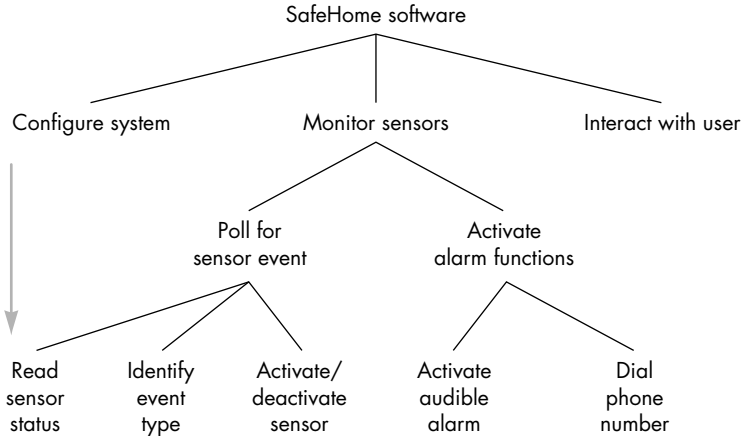 SafeHome software
Configure system
Monitor sensors
Interact with user
Poll for
sensor event
Activate
alarm functions
Read
sensor
status
Identify
event
type
Activate/
deactivate
sensor
Activate
audible
alarm
Dial
phone
number